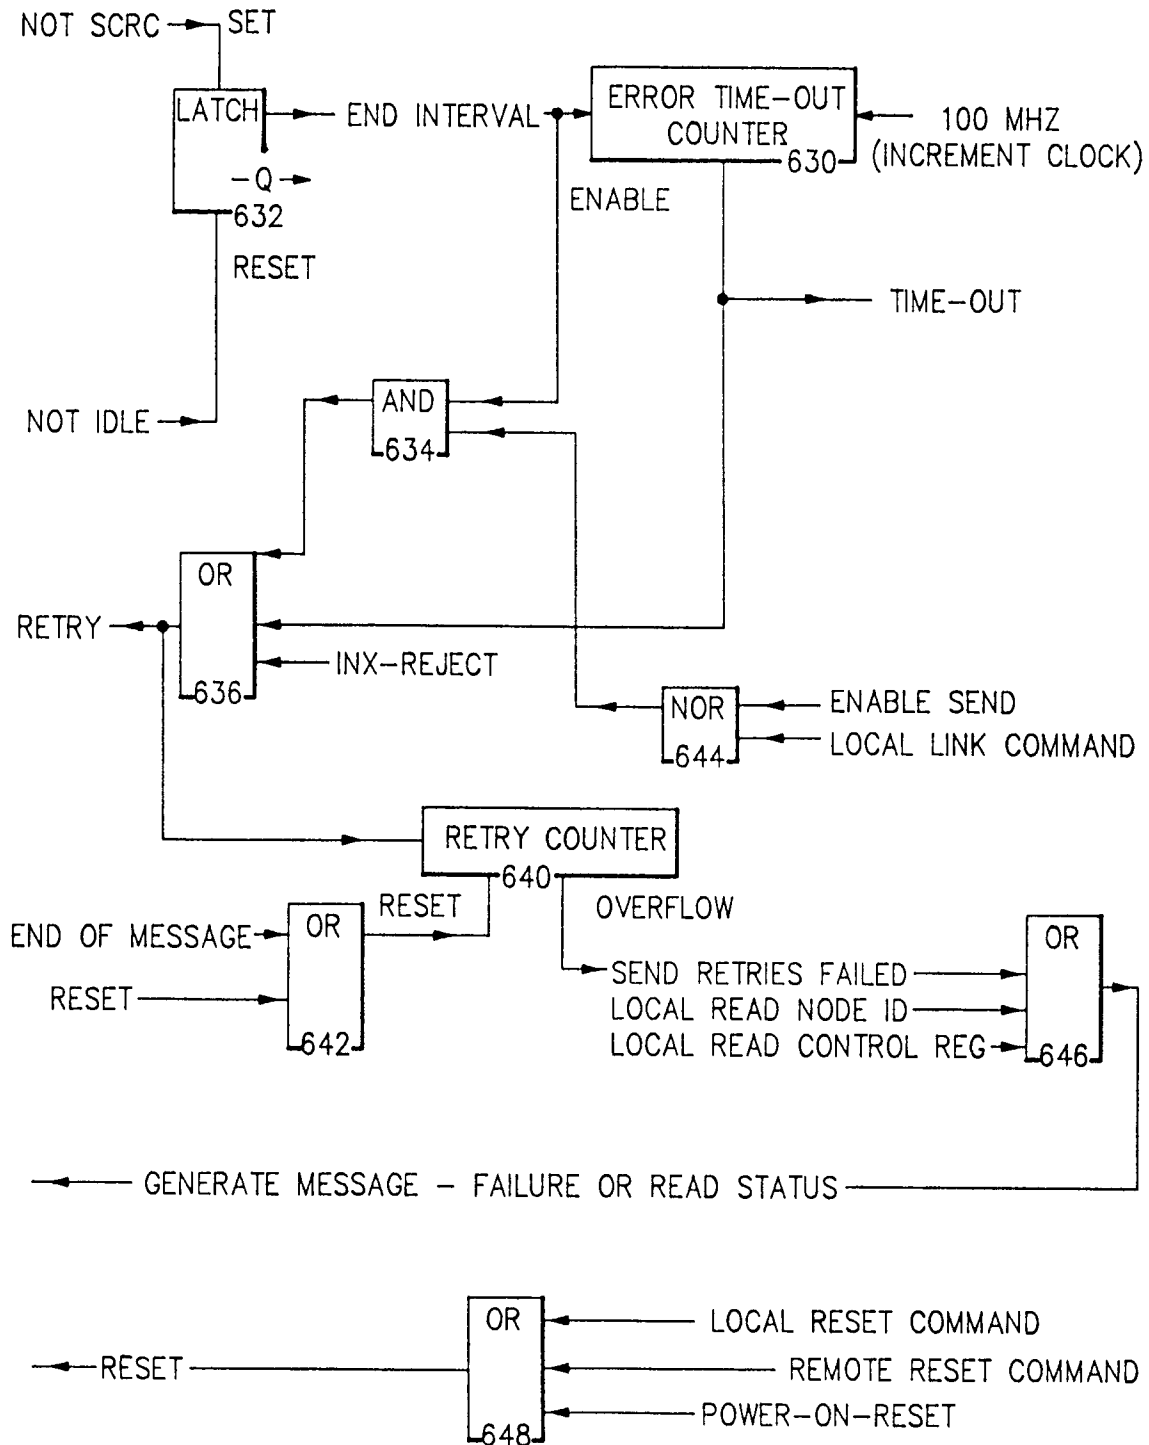 NOT SCRC
SET
LATCH
END INTERVAL
ERROR TIME-OUT
COUNTER
630
100 MHZ
(INCREMENT CLOCK)
-Q
632
ENABLE
RESET
TIME-OUT
NOT IDLE
AND
634
OR
RETRY
INX-REJECT
636
NOR
644
ENABLE SEND
LOCAL LINK COMMAND
RETRY COUNTER
640
RESET
OVERFLOW
END OF MESSAGE
OR
RESET
642
SEND RETRIES FAILED
LOCAL READ NODE ID
LOCAL READ CONTROL REG
OR
646
GENERATE MESSAGE - FAILURE OR READ STATUS
OR
LOCAL RESET COMMAND
RESET
REMOTE RESET COMMAND
POWER-ON-RESET
648